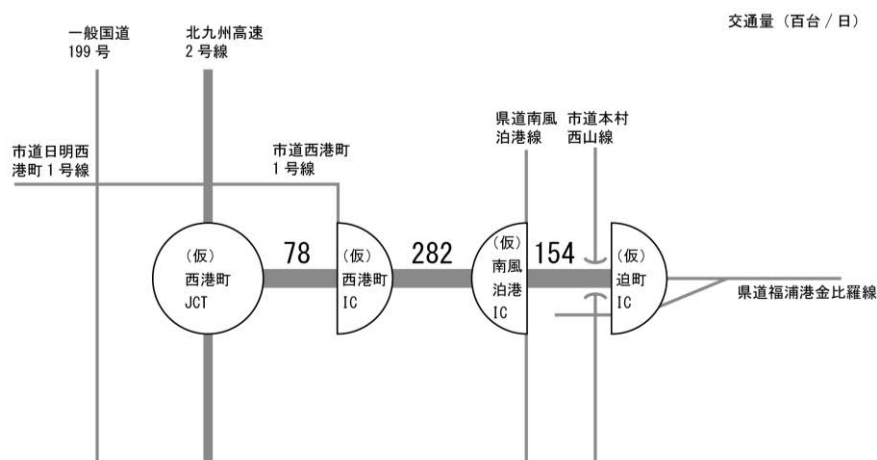 交通量（百台 / 日）
一般国道
199 号
北九州高速
2 号線
県道南風
泊港線
市道本村
西山線
市道日明西
港町 1 号線
市道西港町
1 号線
（仮）
西港町
JCT
78
（仮）
西港町
IC
282
（仮）
南風
泊港
IC
154
（仮）
迫町
IC
県道福浦港金比羅線